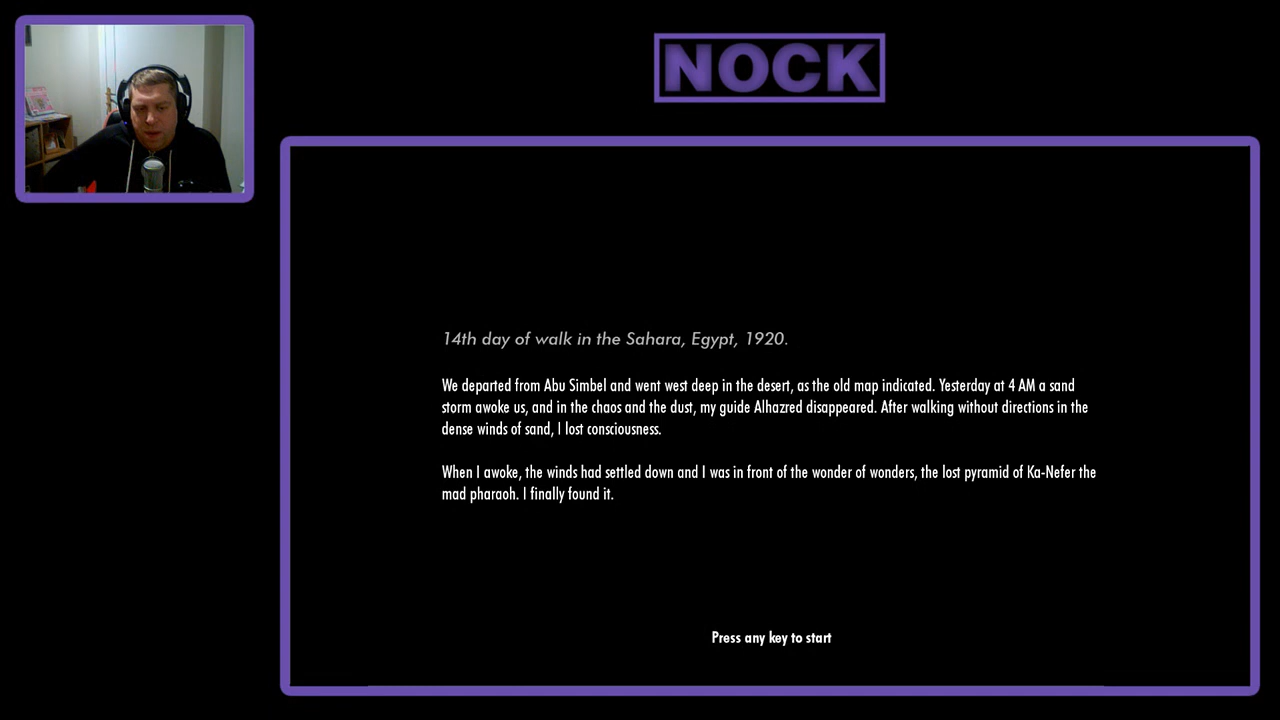 NOCK
14th day of walk in the Sahara, Egypt, 1920.
We departed from Abu Simbel and went west deep in the desert, as the old map indicated. Yesterday at 4 AM a sand
storm awoke us, and in the chaos and the dust, my guide Alhazred disappeared. After walking without directions in the
dense winds of sand, I lost consciousness.
When I awoke, the winds had settled down and I was in front of the wonder of wonders, the lost pyramid of Ka-Nefer the
mad pharaoh. I finally found it.
Press any key to start